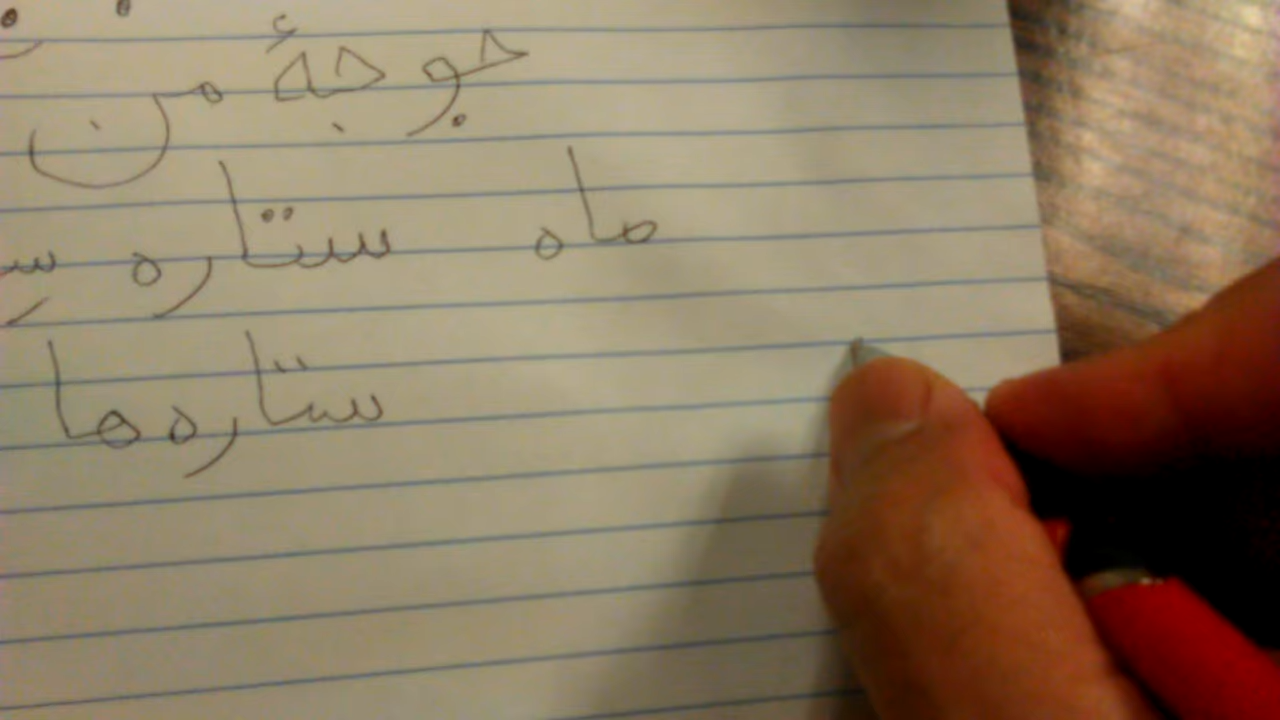 جوجهٔ من
ماه ستاره
ستاره‌ها